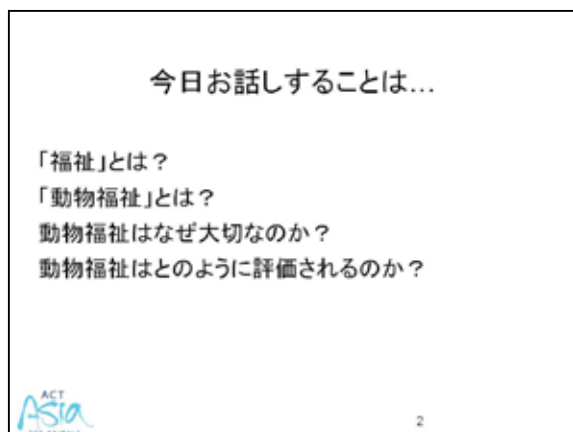 今日お話しすることは…
「福祉」とは？
「動物福祉」とは？
動物福祉はなぜ大切なのか？
動物福祉はとのように評価されるのか？
ACT
Asia
2